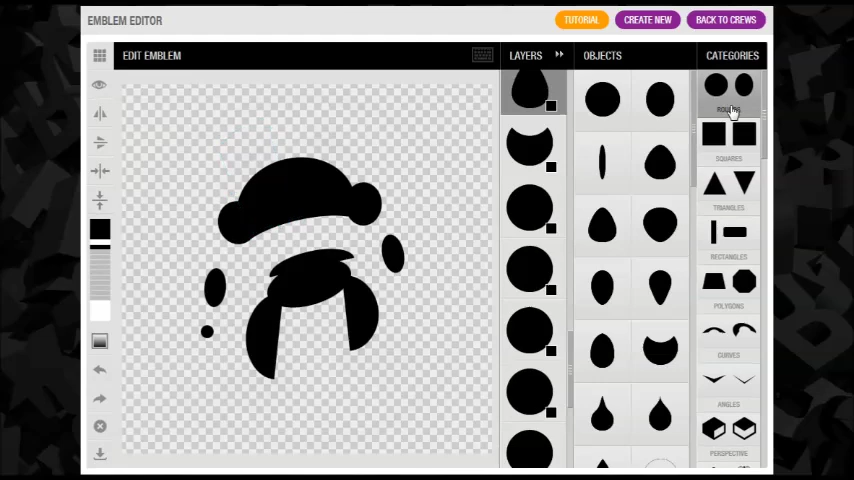 EMBLEM EDITOR
TUTORIAL
CREATE NEW
BACK TO CREWS
EDIT EMBLEM
LAYERS
OBJECTS
CATEGORIES
SQUARES
TRIANGLES
RECTANGLES
POLYGONS
CURVES
ANGLES
PERSPECTIVE